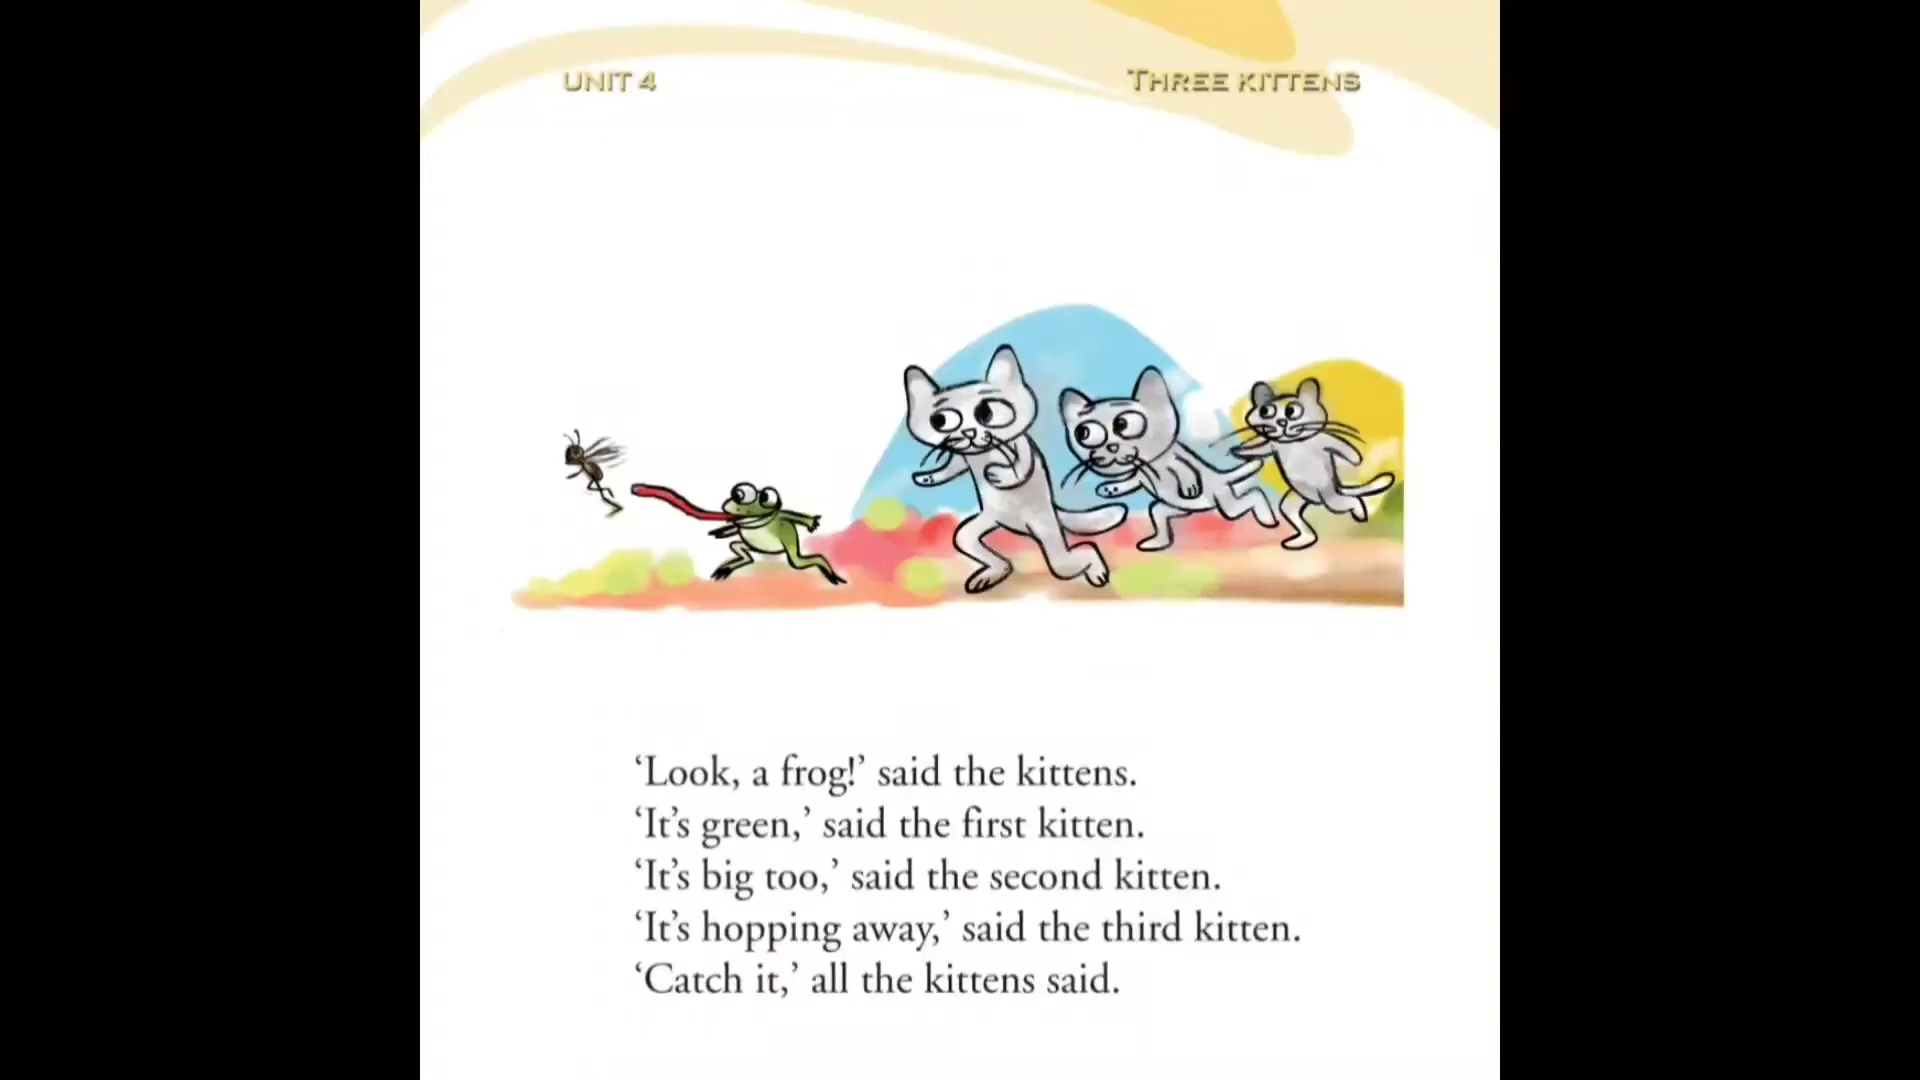 UNIT 4
THREE KITTENS
‘Look, a frog!’ said the kittens.
‘It’s green,’ said the first kitten.
‘It’s big too,’ said the second kitten.
‘It’s hopping away,’ said the third kitten.
‘Catch it,’ all the kittens said.